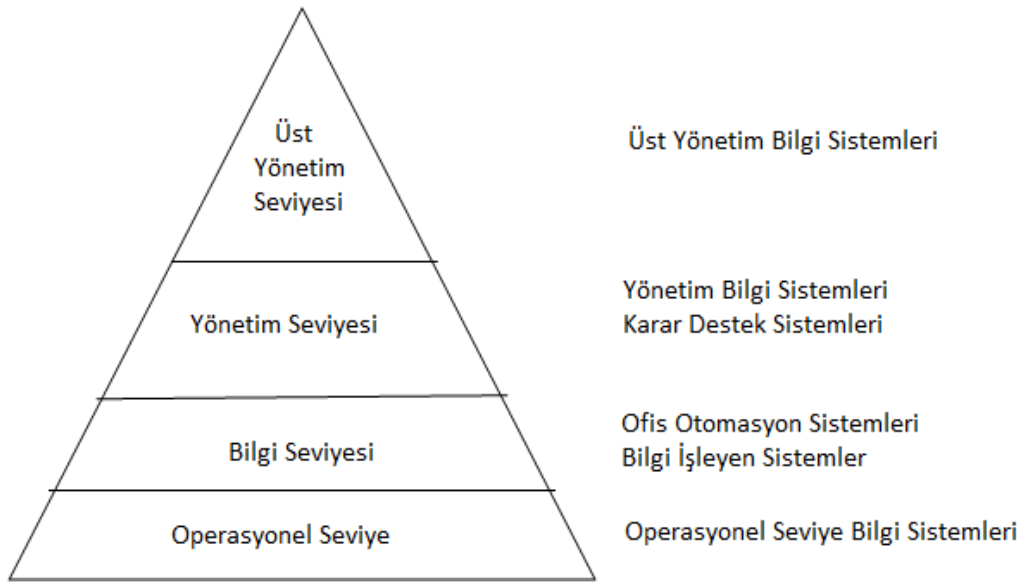 Üst
Yönetim
Seviyesi
Üst Yönetim Bilgi Sistemleri
Yönetim Seviyesi
Yönetim Bilgi Sistemleri
Karar Destek Sistemleri
Bilgi Seviyesi
Ofis Otomasyon Sistemleri
Bilgi İşleyen Sistemler
Operasyonel Seviye
Operasyonel Seviye Bilgi Sistemleri